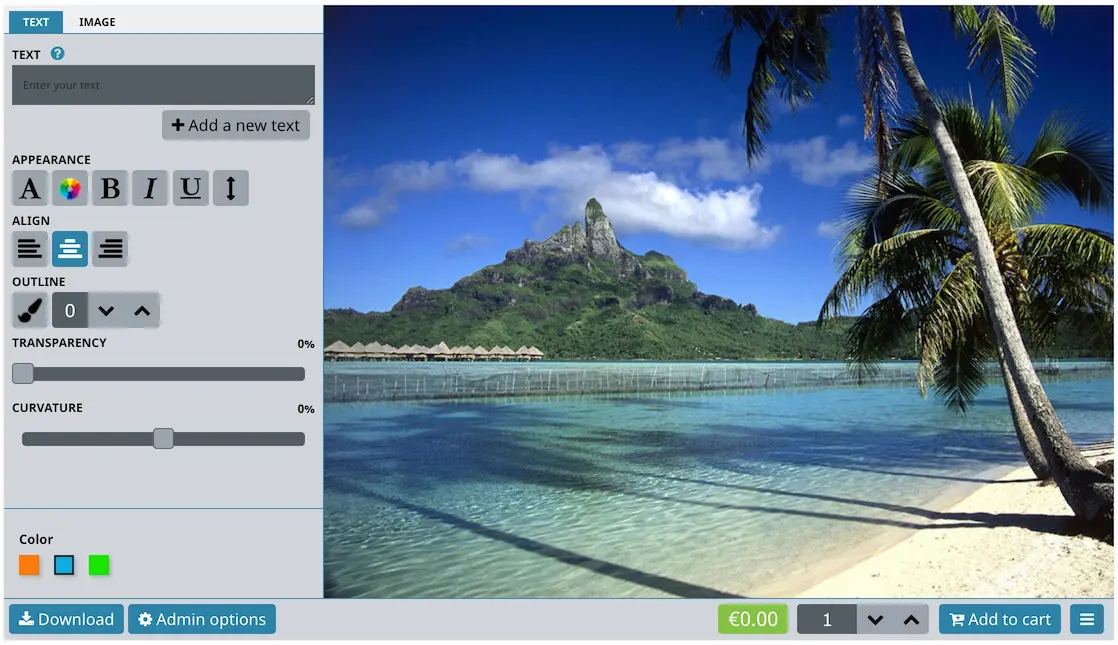 TEXT IMAGE
TEXT ?
Enter your text
+ Add a new text
APPEARANCE
A B I U
ALIGN
OUTLINE
0
TRANSPARENCY 0%
CURVATURE 0%
Color
Download Admin options €0.00 1 Add to cart